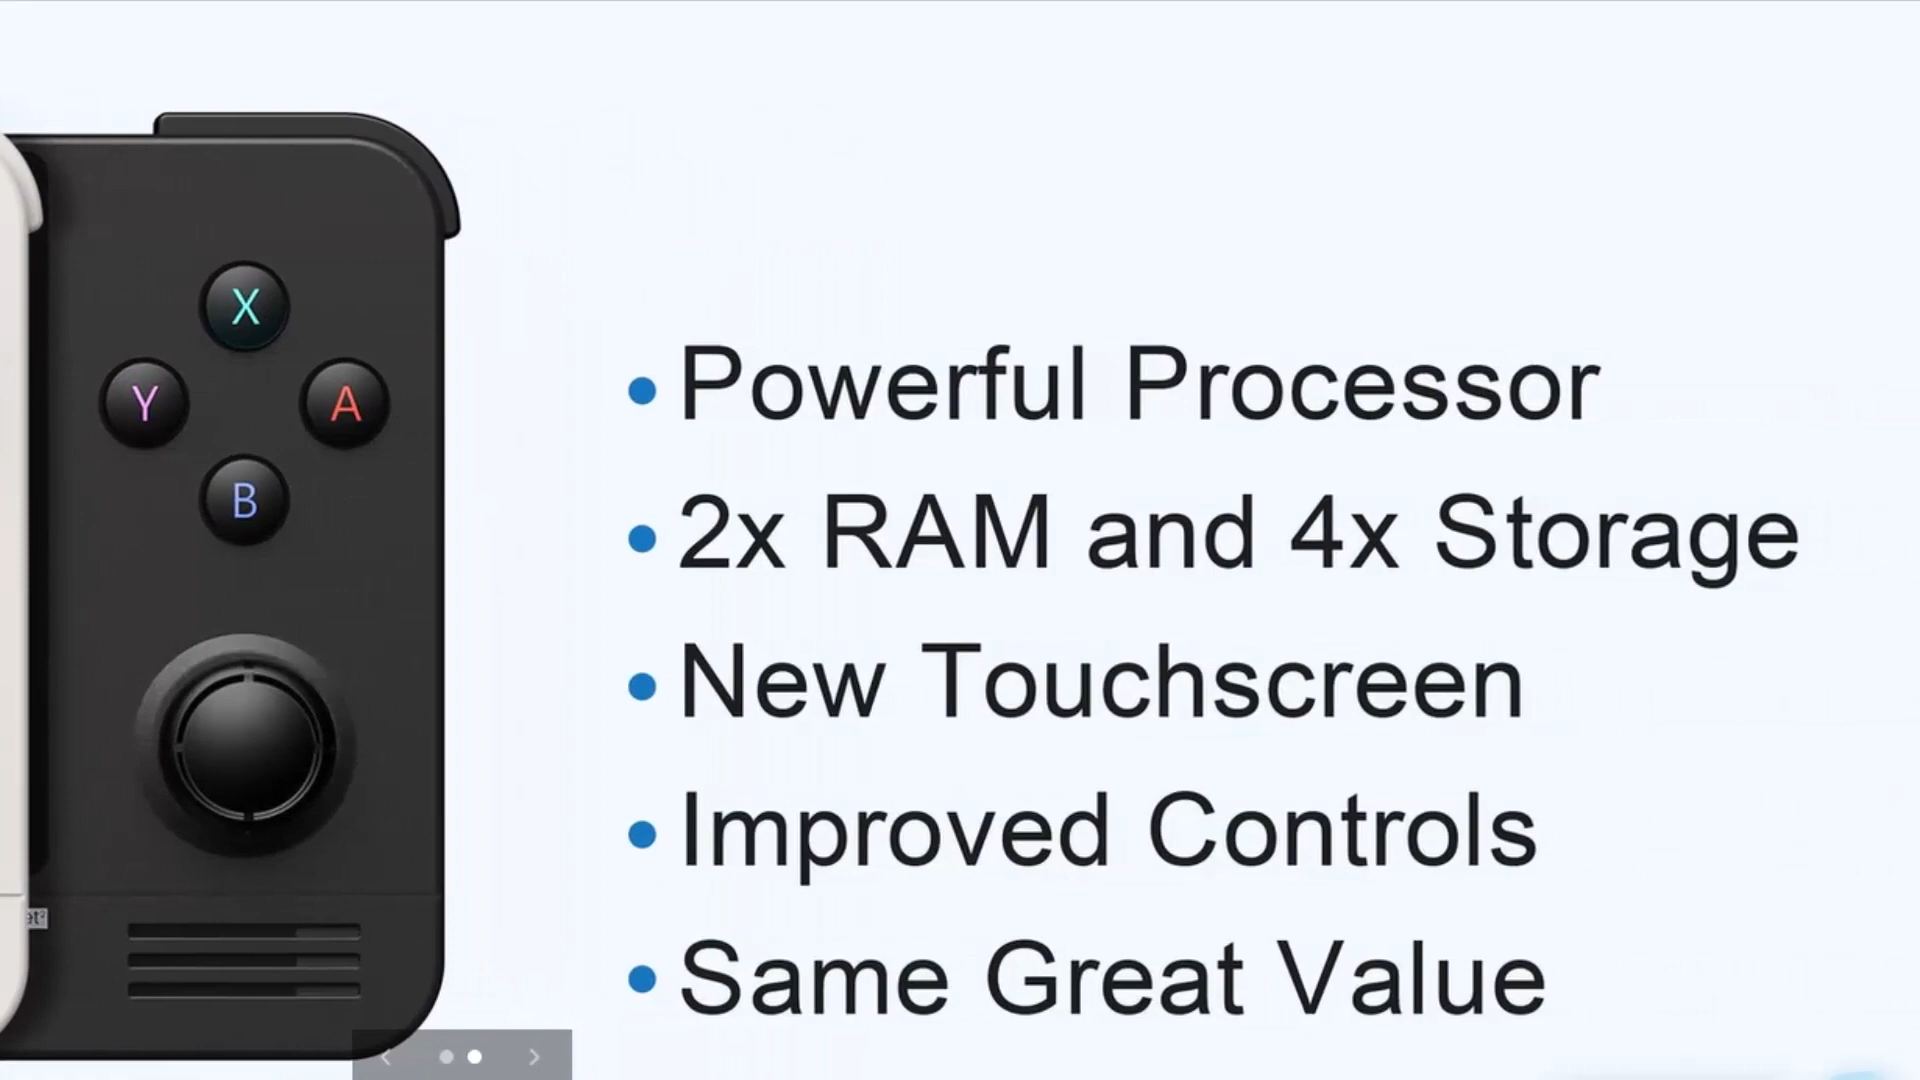 X
Y
A
B
Powerful Processor
2x RAM and 4x Storage
New Touchscreen
Improved Controls
Same Great Value